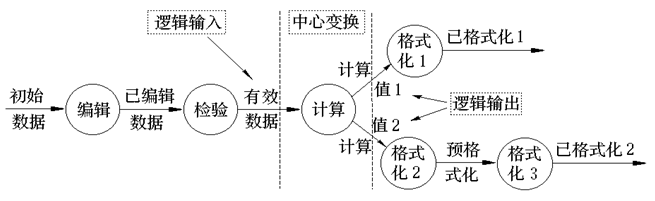 逻辑输入
中心变换
初始
数据
编辑
已编辑
数据
检验
有效
数据
计算
计算
值1
格式
化1
已格式化1
逻辑输出
值2
计算
格式
化2
预格
式化
格式
化3
已格式化2